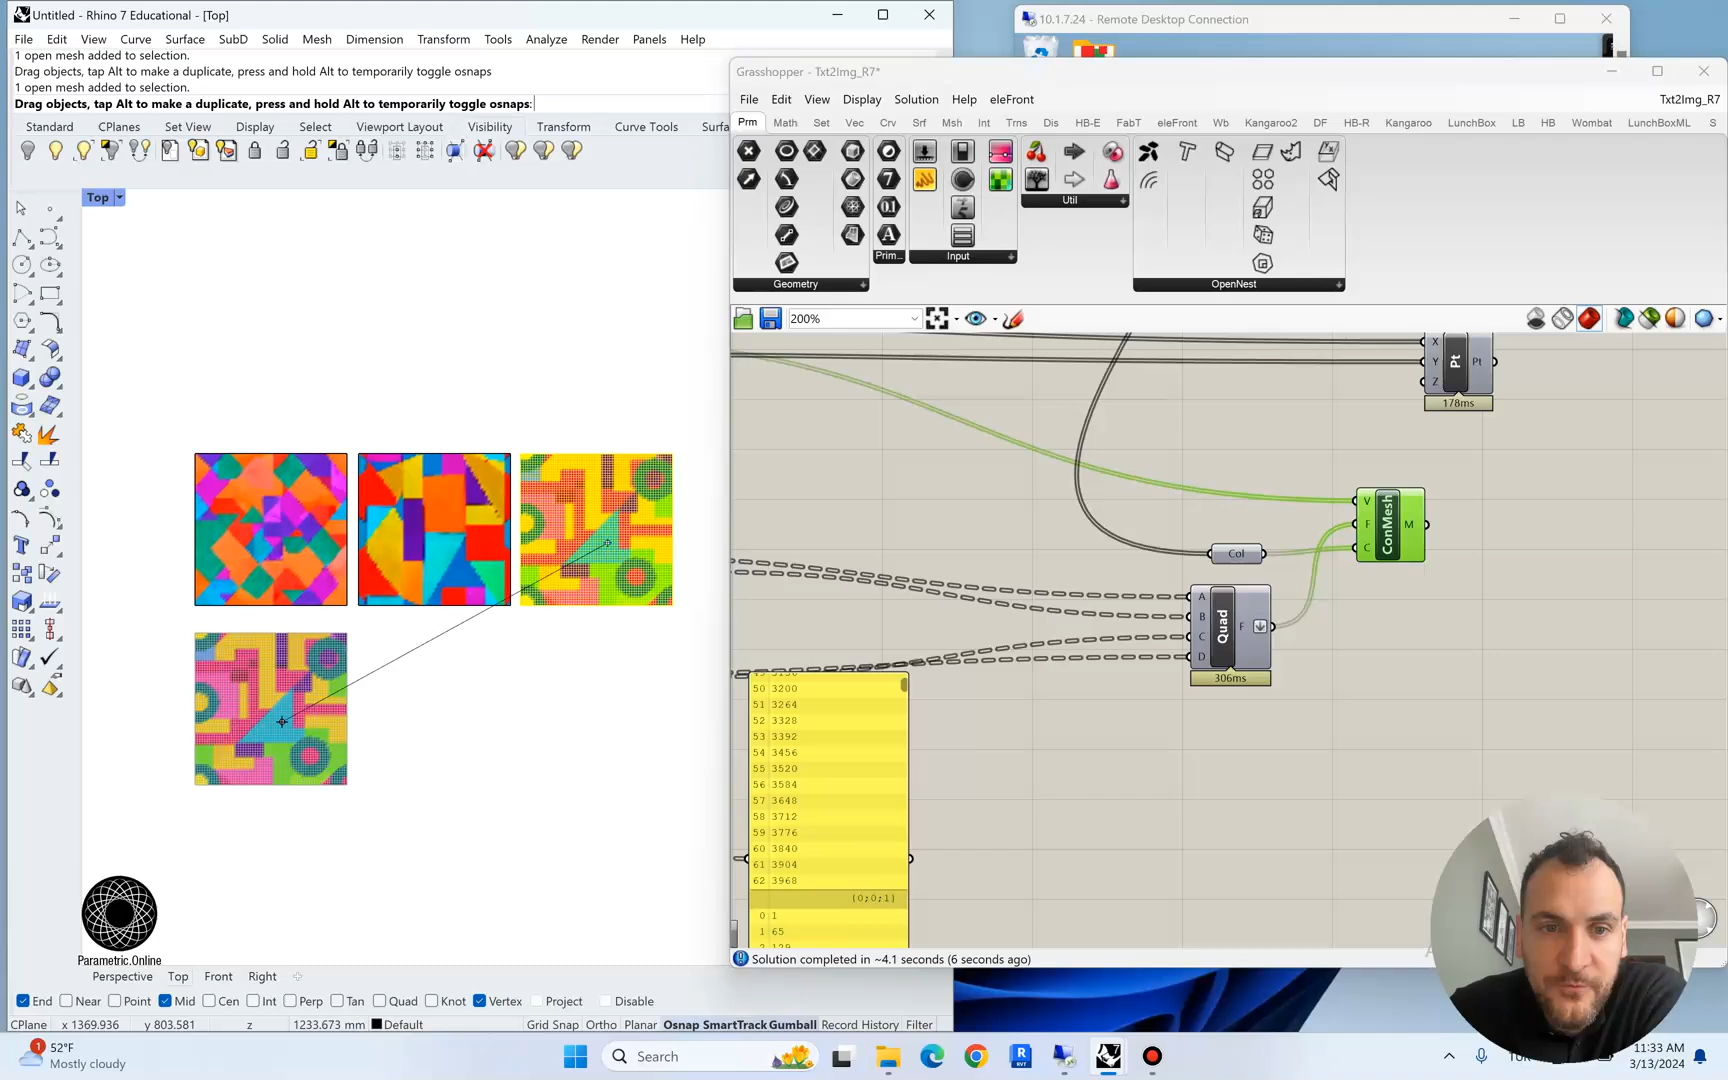 Untitled - Rhino 7 Educational - [Top]
File Edit View Curve Surface SubD Solid Mesh Dimension Transform Tools Analyze Render Panels Help
1 open mesh added to selection.
Drag objects, tap Alt to make a duplicate, press and hold Alt to temporarily toggle osnaps
1 open mesh added to selection.
Drag objects, tap Alt to make a duplicate, press and hold Alt to temporarily toggle osnaps:
Standard CPlanes Set View Display Select Viewport Layout Visibility Transform Curve Tools Surfa
Top
Parametric.Online
Perspective Top Front Right
End Near Point Mid Cen Int Perp Tan Quad Knot Vertex Project Disable
CPlane x 1369.936 y 803.581 z 1233.673 mm Default Grid Snap Ortho Planar Osnap SmartTrack Gumball Record History Filter
10.1.7.24 - Remote Desktop Connection
Grasshopper - Txt2Img_R7*
File Edit View Display Solution Help eleFront Txt2Img_R7
Prm Math Set Vec Crv Srf Msh Int Trns Dis HB-E FabT eleFront Wb Kangaroo2 DF HB-R Kangaroo LunchBox LB HB Wombat LunchBoxML S
Geometry Prim... Input Util OpenNest
200%
X
Y Pt Pt
Z
178ms
V
F ConMesh M
C
Col
A
B
C Quad F
D
306ms
50 3200
51 3264
52 3328
53 3392
54 3456
55 3520
56 3584
57 3648
58 3712
59 3776
60 3840
61 3904
62 3968
{0;0;1}
0 1
1 65
2 129
Solution completed in ~4.1 seconds (6 seconds ago)
1
52°F
Mostly cloudy
Search
11:33 AM
3/13/2024